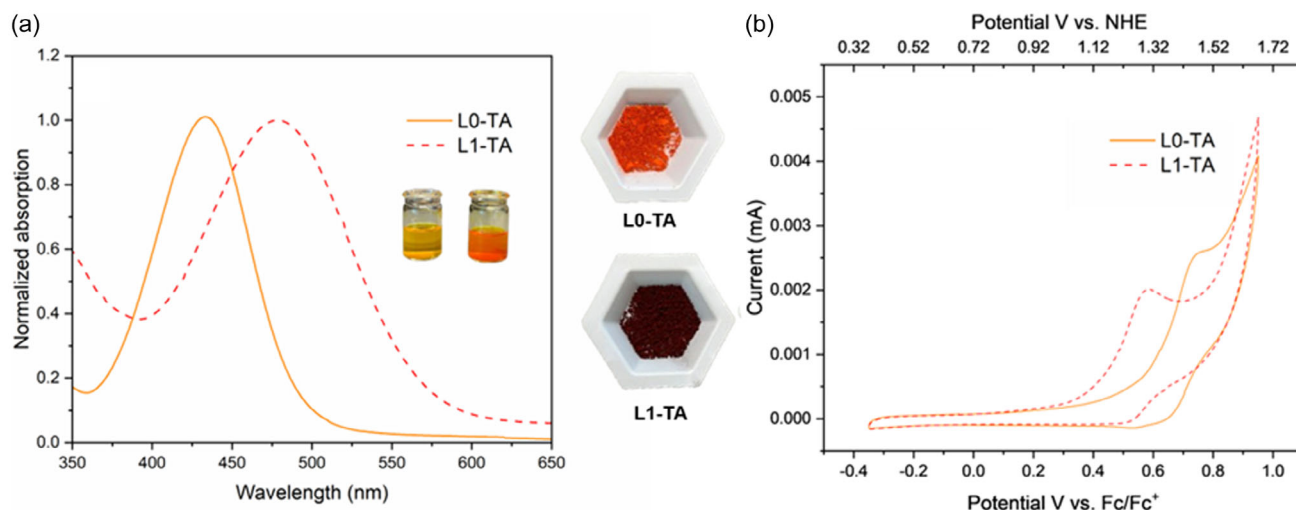 (a)
1.2
1.0
0.8
0.6
0.4
0.2
0.0
Normalized absorption
350 400 450 500 550 600 650
Wavelength (nm)
L0-TA
L1-TA
L0-TA
L1-TA
(b)
Potential V vs. NHE
0.32 0.52 0.72 0.92 1.12 1.32 1.52 1.72
0.005
0.004
0.003
0.002
0.001
0.000
Current (mA)
L0-TA
L1-TA
-0.4 -0.2 0.0 0.2 0.4 0.6 0.8 1.0
Potential V vs. Fc/Fc⁺